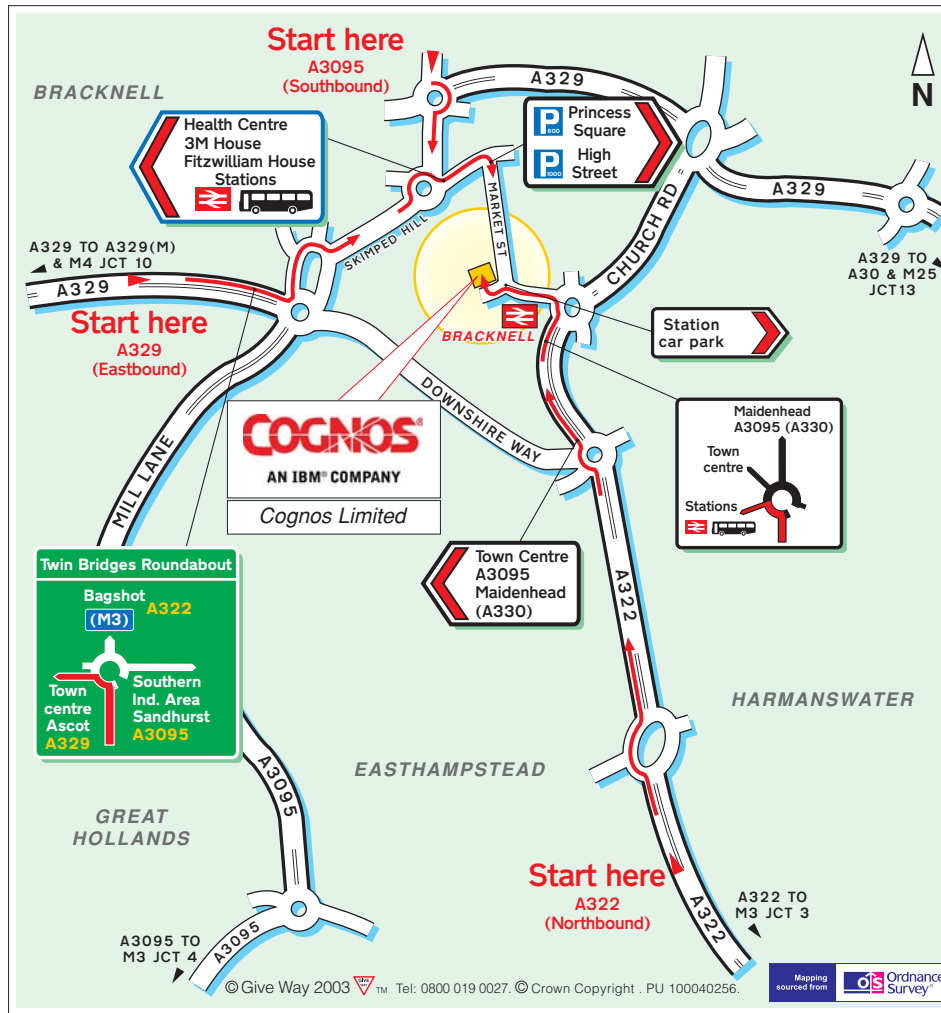 Start here
A3095
(Southbound)
A329
N
BRACKNELL
Health Centre
3M House
Fitzwilliam House
Stations
P 600
Princess
Square
P 1000
High
Street
MARKET ST
SKIMPED HILL
CHURCH RD
A329
A329 TO A329(M)
& M4 JCT 10
A329
A329 TO
A30 & M25
JCT13
Start here
A329
(Eastbound)
BRACKNELL
Station
car park
DOWNSHIRE WAY
COGNOS®
AN IBM® COMPANY
Cognos Limited
Maidenhead
A3095 (A330)
Town
centre
Stations
MILL LANE
Town Centre
A3095
Maidenhead
(A330)
A322
Twin Bridges Roundabout
Bagshot
(M3)
A322
Town
centre
Ascot
A329
Southern
Ind. Area
Sandhurst
A3095
HARMANSWATER
EASTHAMPSTEAD
A3095
GREAT
HOLLANDS
Start here
A322
(Northbound)
A322 TO
M3 JCT 3
A322
A3095 TO
M3 JCT 4
A3095
© Give Way 2003 give way TM Tel: 0800 019 0027. © Crown Copyright . PU 100040256.
Mapping
sourced from
OS Ordnance
Survey®